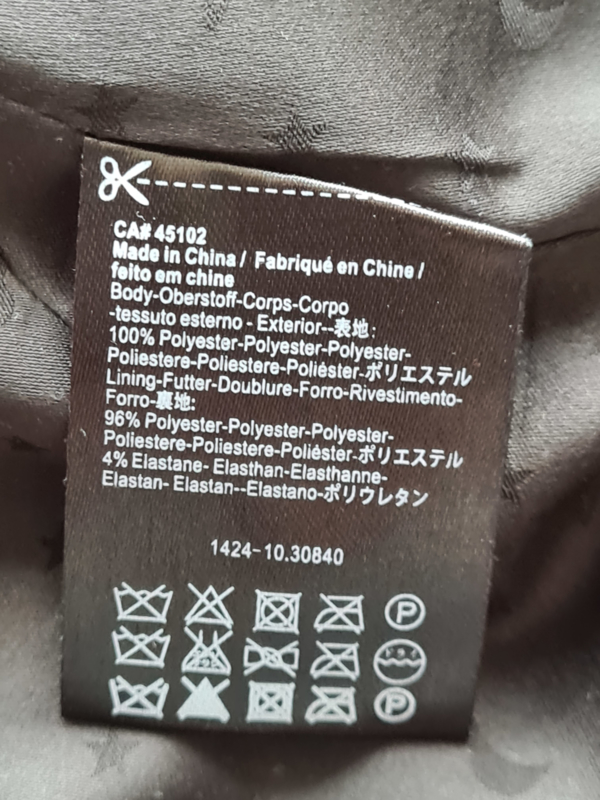 CA# 45102
Made in China / Fabriqué en Chine /
feito em chine
Body-Oberstoff-Corps-Corpo
-tessuto esterno - Exterior--表地:
100% Polyester-Polyester-Polyester-
Poliestere-Poliestere-Poliéster-ポリエステル
Lining-Futter-Doublure-Forro-Rivestimento-
Forro-裏地:
96% Polyester-Polyester-Polyester-
Poliestere-Poliestere-Poliéster-ポリエステル
4% Elastane- Elasthan-Elasthanne-
Elastan- Elastan--Elastano-ポリウレタン
1424-10.30840
P
ドライ
P